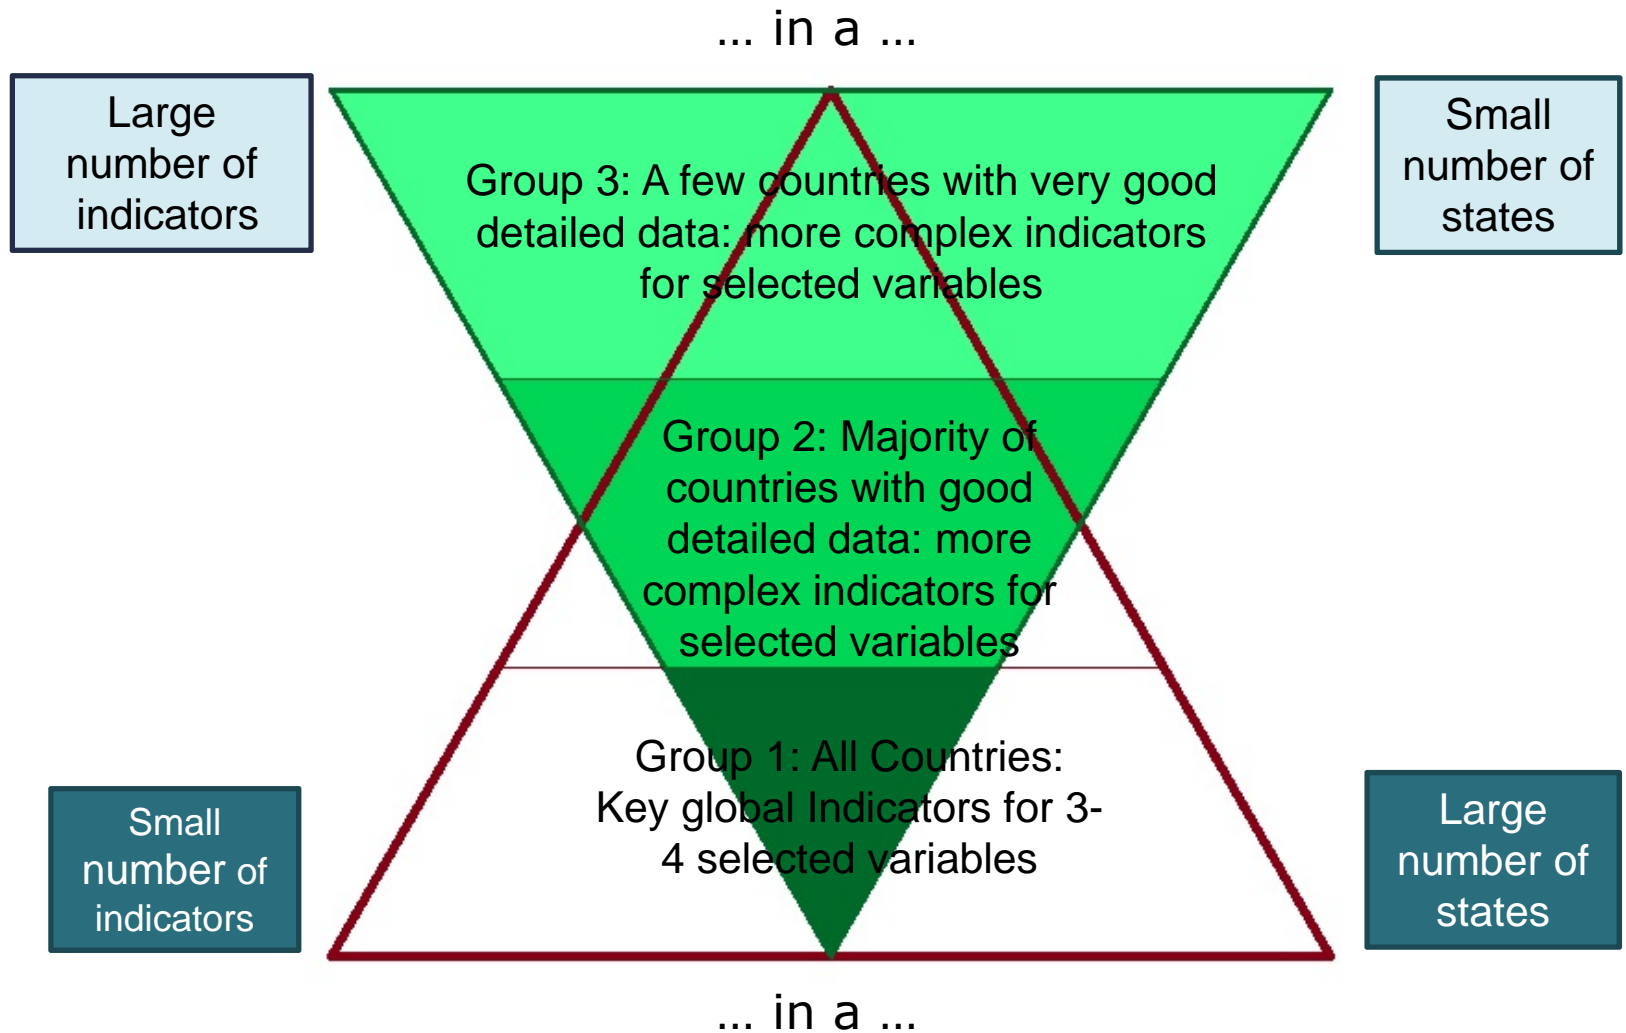 … in a …
Large
number of
indicators
Small
number of
states
Group 3: A few countries with very good
detailed data: more complex indicators
for selected variables
Group 2: Majority of
countries with good
detailed data: more
complex indicators for
selected variables
Group 1: All Countries:
Key global Indicators for 3-
4 selected variables
Small
number of
indicators
Large
number of
states
… in a …